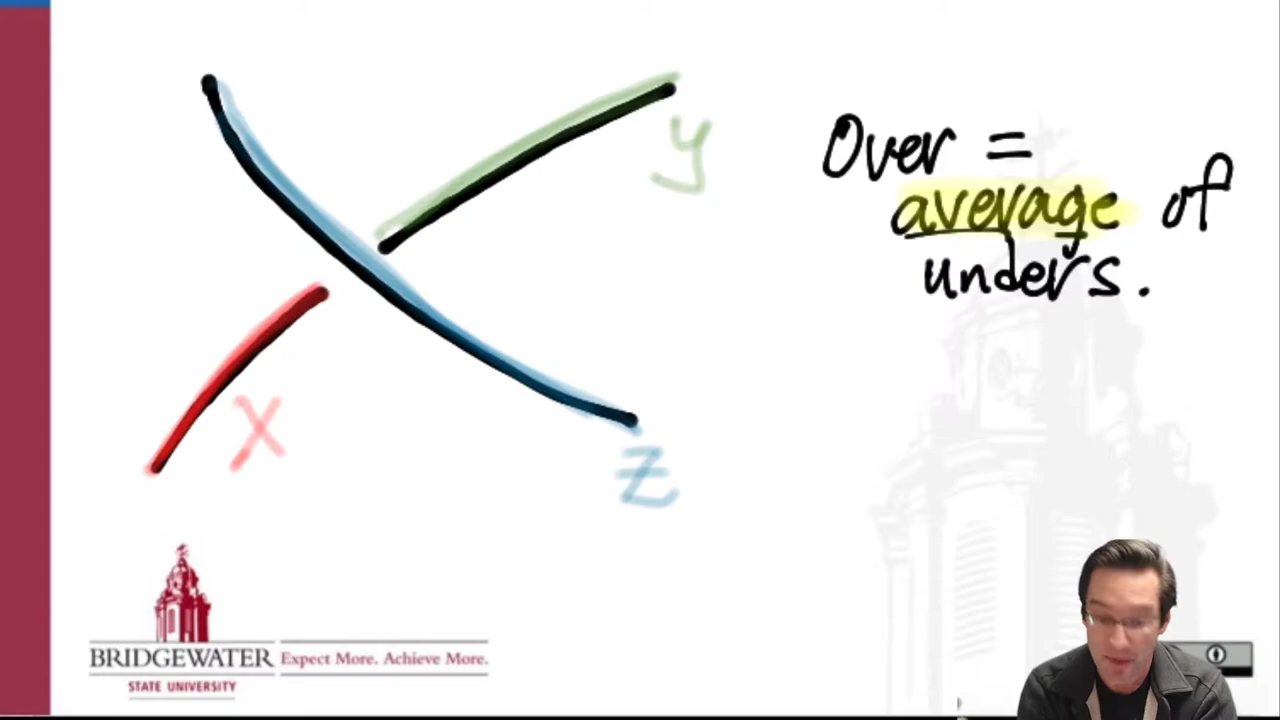 y
Over =
average of
unders.
x
z
BRIDGEWATER Expect More. Achieve More.
STATE UNIVERSITY